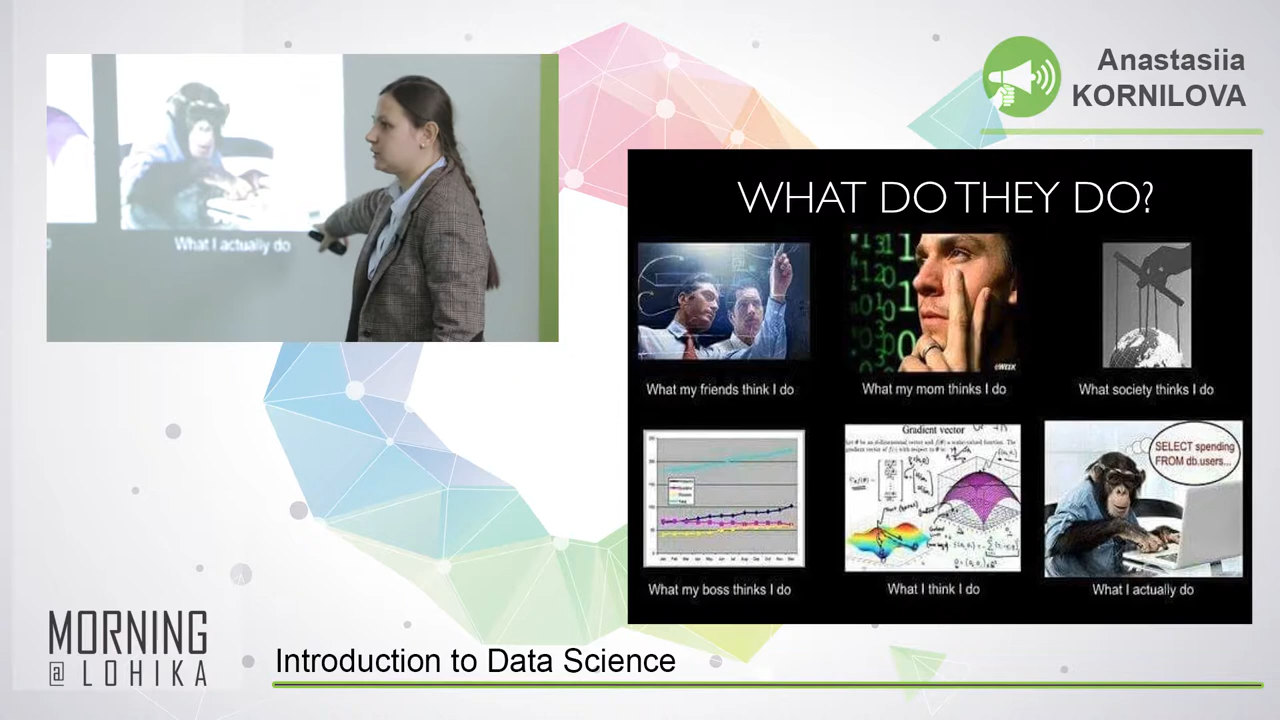 Anastasiia
KORNILOVA
What I actually do
WHAT DO THEY DO?
What my friends think I do
What my mom thinks I do
What society thinks I do
eWEEK
Gradient vector
SELECT spending
FROM db.users...
What my boss thinks I do
What I think I do
What I actually do
MORNING
@ LOHIKA
Introduction to Data Science